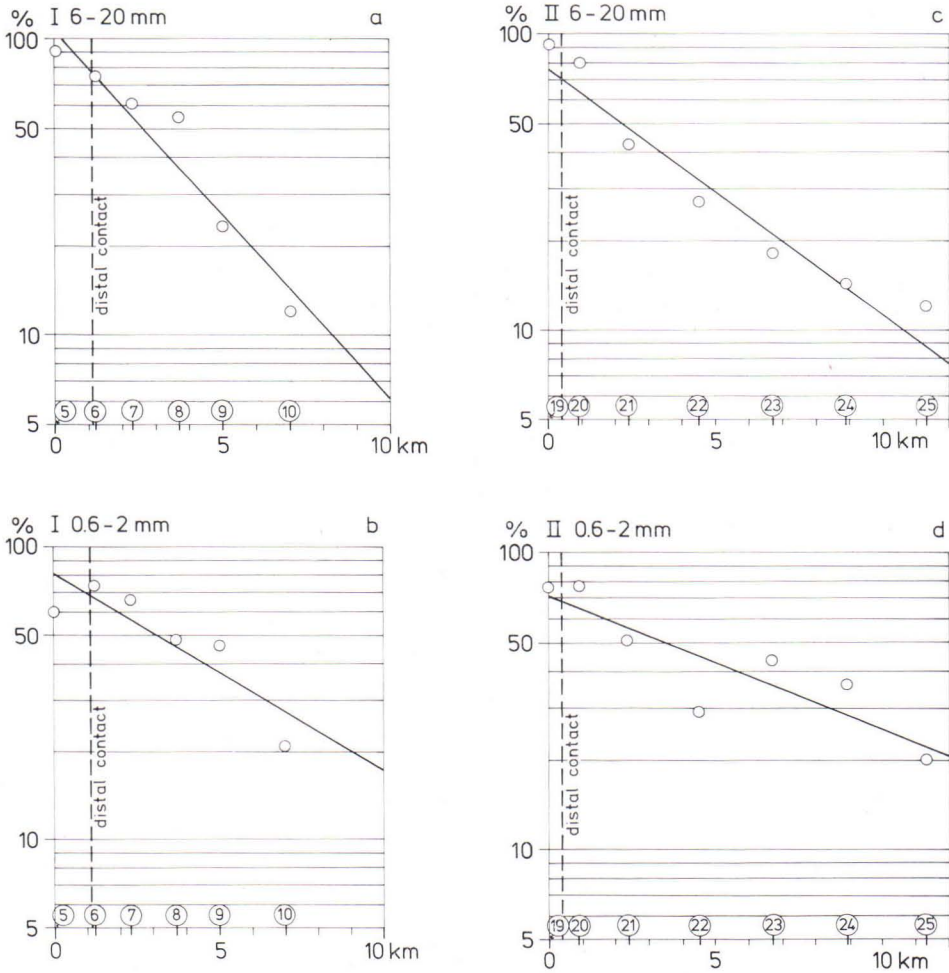 % I 6-20 mm a
100
50
10
5
distal contact
5 6 7 8 9 10
0 5 10 km
% II 6-20 mm c
100
50
10
5
distal contact
19 20 21 22 23 24 25
0 5 10 km
% I 0.6-2 mm b
100
50
10
5
distal contact
5 6 7 8 9 10
0 5 10 km
% II 0.6-2 mm d
100
50
10
5
distal contact
19 20 21 22 23 24 25
0 5 10 km